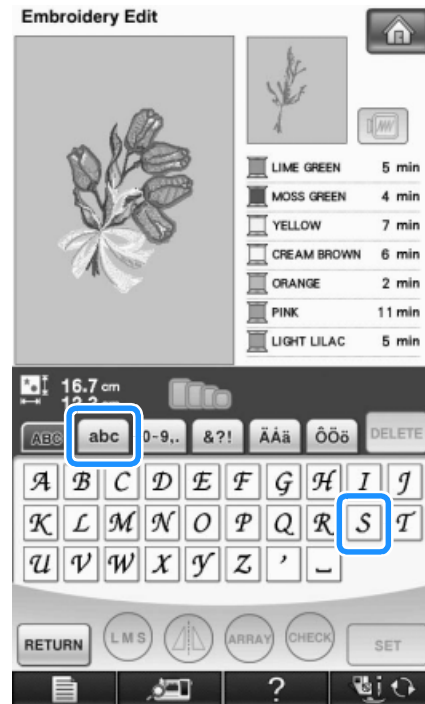 Embroidery Edit
LIME GREEN 5 min
MOSS GREEN 4 min
YELLOW 7 min
CREAM BROWN 6 min
ORANGE 2 min
PINK 11 min
LIGHT LILAC 5 min
16.7 cm
ABC abc 0-9,. &?! ÄÅä ÔÖö DELETE
A B C D E F G H I J
K L M N O P Q R S T
U V W X Y Z ’ ⎵
RETURN L M S ARRAY CHECK SET
?